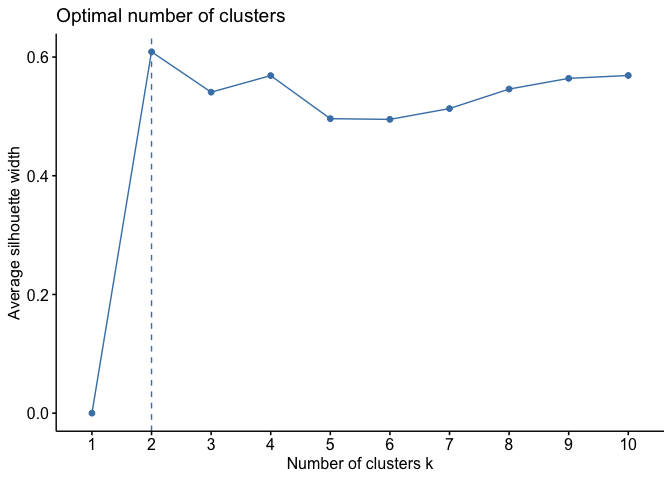 Optimal number of clusters
0.6
0.4
0.2
0.0
Average silhouette width
1 2 3 4 5 6 7 8 9 10
Number of clusters k